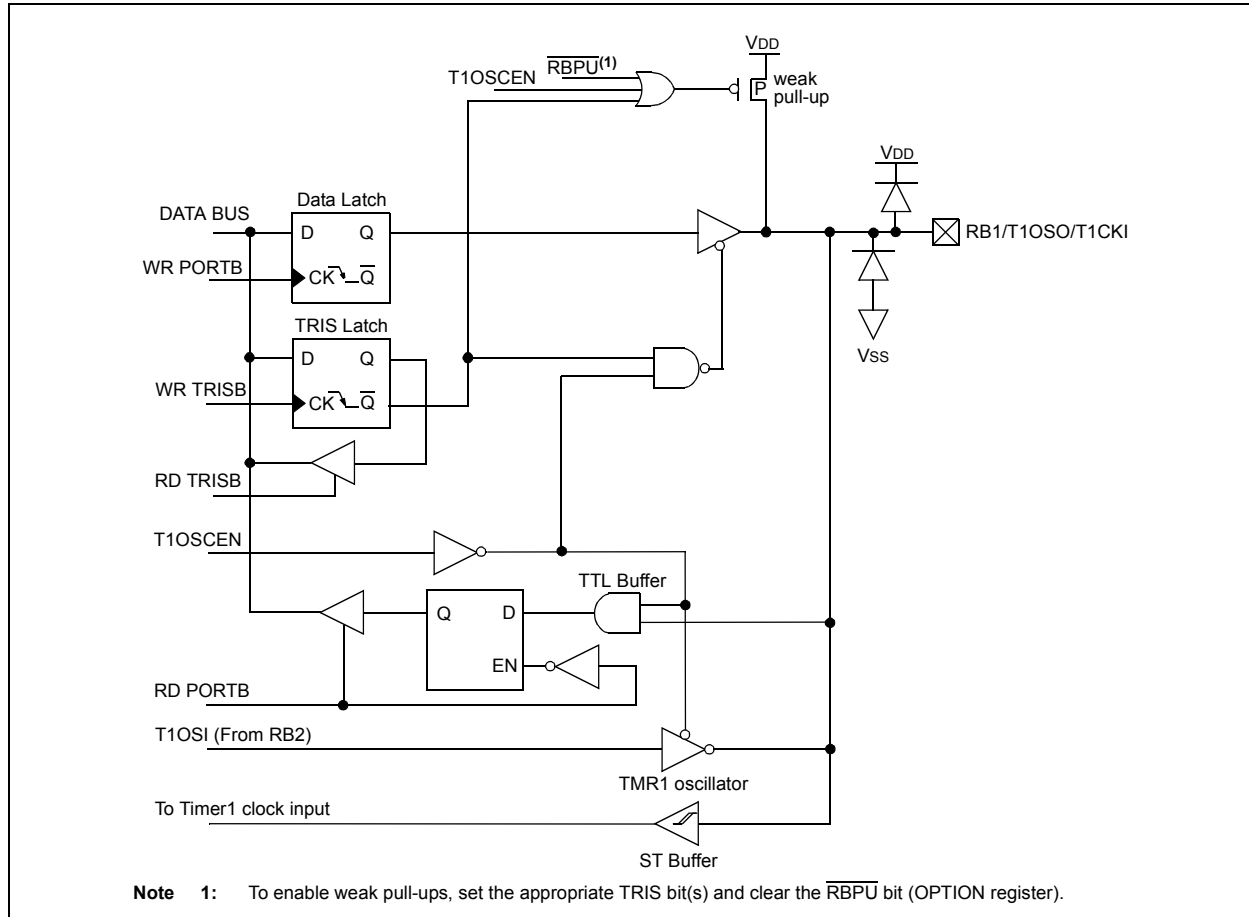 VDD
RBPU(1)
T1OSCEN
P
weak
pull-up
VDD
Data Latch
DATA BUS
D Q
RB1/T1OSO/T1CKI
WR PORTB
CK Q
TRIS Latch
D Q
VSS
WR TRISB
CK Q
RD TRISB
T1OSCEN
TTL Buffer
Q D
EN
RD PORTB
T1OSI (From RB2)
TMR1 oscillator
To Timer1 clock input
ST Buffer
Note 1: To enable weak pull-ups, set the appropriate TRIS bit(s) and clear the RBPU bit (OPTION register).